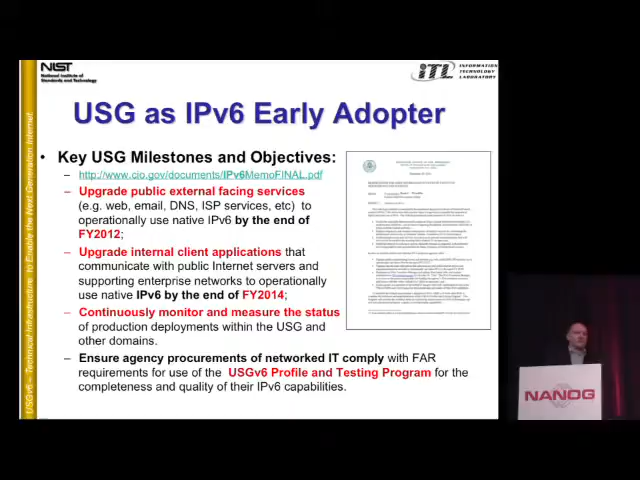 NIST
National Institute of
Standards and Technology
ITL INFORMATION
TECHNOLOGY
LABORATORY
USG as IPv6 Early Adopter
• Key USG Milestones and Objectives:
– http://www.cio.gov/documents/IPv6MemoFINAL.pdf
– Upgrade public external facing services
(e.g. web, email, DNS, ISP services, etc) to
operationally use native IPv6 by the end of
FY2012;
– Upgrade internal client applications that
communicate with public Internet servers and
supporting enterprise networks to operationally
use native IPv6 by the end of FY2014;
– Continuously monitor and measure the status
of production deployments within the USG and
other domains.
– Ensure agency procurements of networked IT comply with FAR
requirements for use of the USGv6 Profile and Testing Program for the
completeness and quality of their IPv6 capabilities.
USGv6 – Technical Infrastructure to Enable the Next Generation Internet.
NANOG